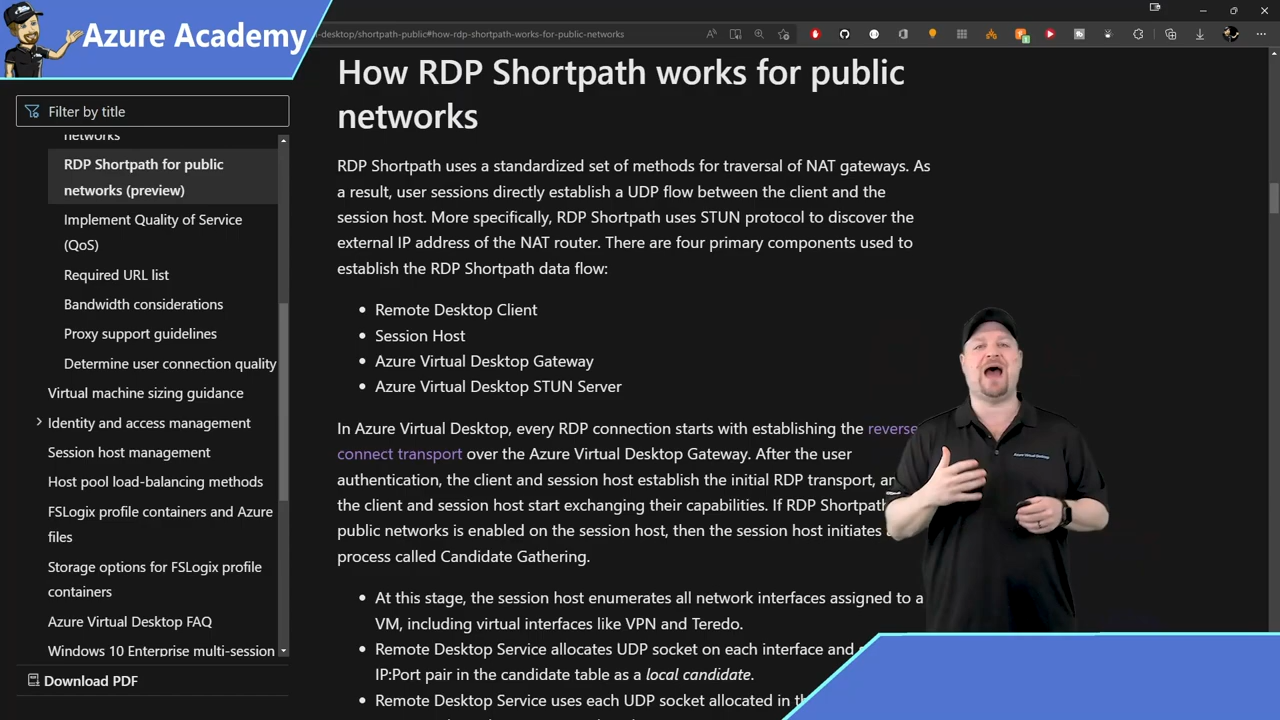 Azure Academy
-desktop/shortpath-public#how-rdp-shortpath-works-for-public-networks
Filter by title
networks
RDP Shortpath for public
networks (preview)
Implement Quality of Service
(QoS)
Required URL list
Bandwidth considerations
Proxy support guidelines
Determine user connection quality
Virtual machine sizing guidance
Identity and access management
Session host management
Host pool load-balancing methods
FSLogix profile containers and Azure
files
Storage options for FSLogix profile
containers
Azure Virtual Desktop FAQ
Windows 10 Enterprise multi-session
Download PDF
How RDP Shortpath works for public
networks
RDP Shortpath uses a standardized set of methods for traversal of NAT gateways. As
a result, user sessions directly establish a UDP flow between the client and the
session host. More specifically, RDP Shortpath uses STUN protocol to discover the
external IP address of the NAT router. There are four primary components used to
establish the RDP Shortpath data flow:
• Remote Desktop Client
• Session Host
• Azure Virtual Desktop Gateway
• Azure Virtual Desktop STUN Server
In Azure Virtual Desktop, every RDP connection starts with establishing the reverse
connect transport over the Azure Virtual Desktop Gateway. After the user
authentication, the client and session host establish the initial RDP transport, an
the client and session host start exchanging their capabilities. If RDP Shortpath
public networks is enabled on the session host, then the session host initiates a
process called Candidate Gathering.
• At this stage, the session host enumerates all network interfaces assigned to a
VM, including virtual interfaces like VPN and Teredo.
• Remote Desktop Service allocates UDP socket on each interface and
IP:Port pair in the candidate table as a local candidate.
• Remote Desktop Service uses each UDP socket allocated in th